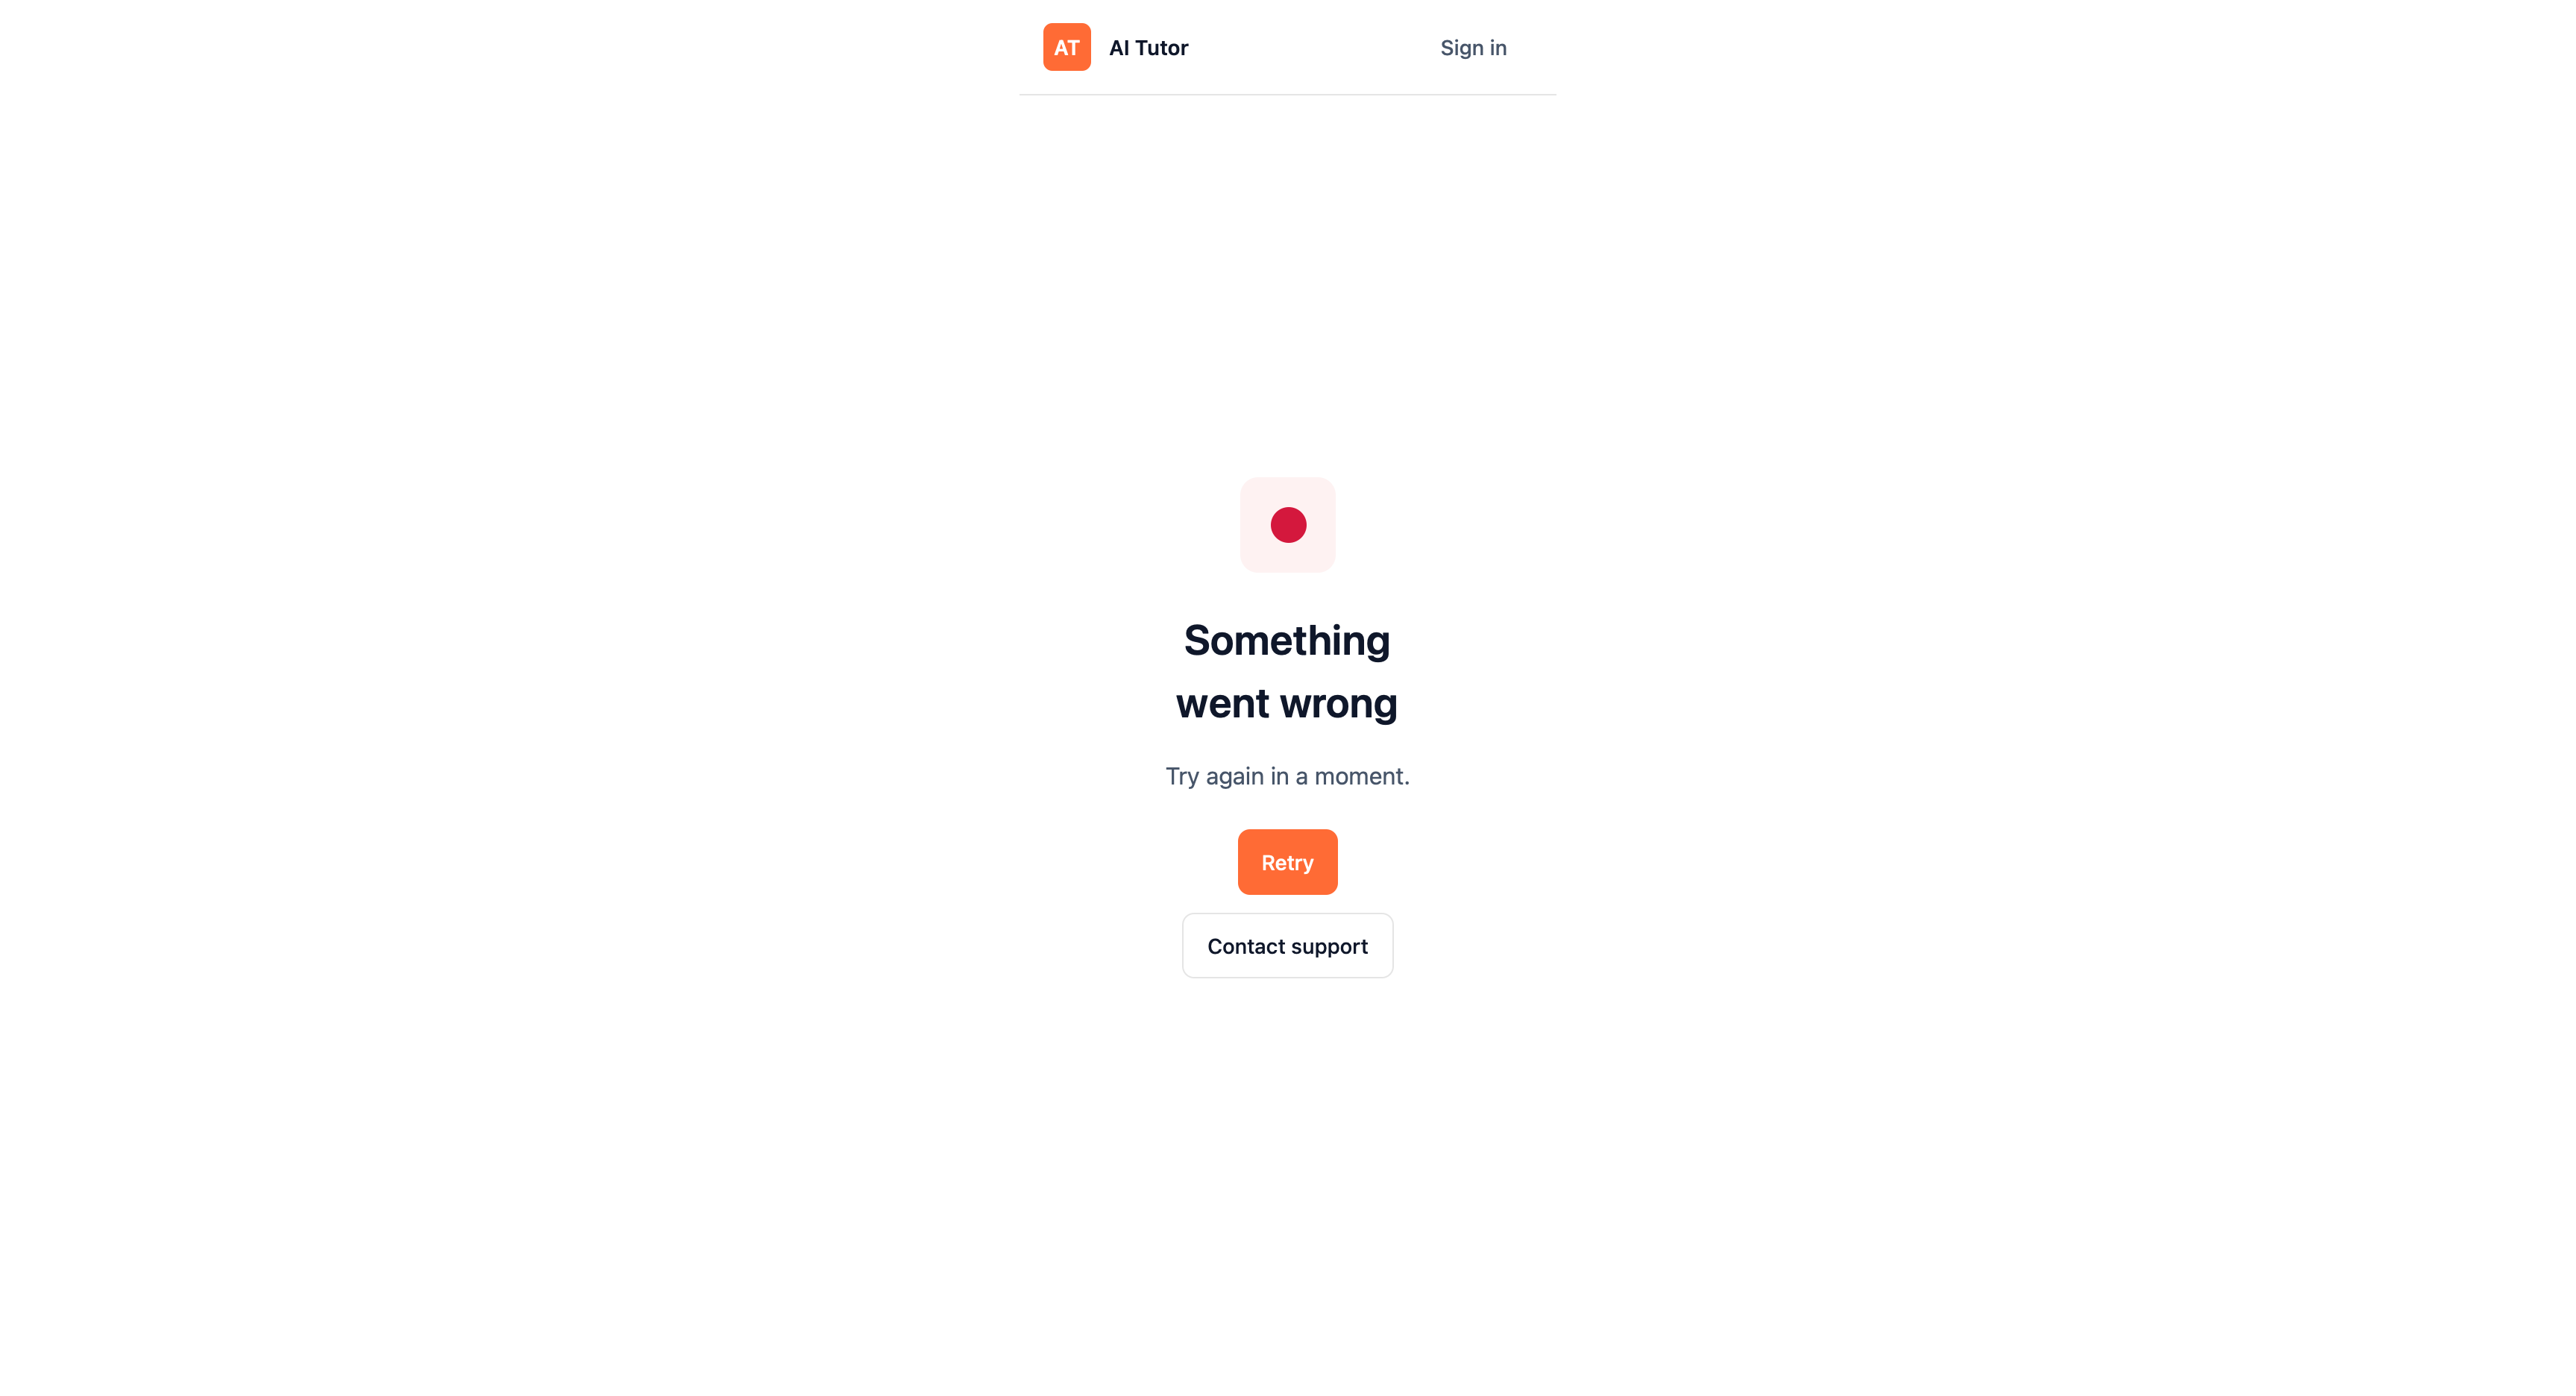 AT
AI Tutor
Sign in
Something
went wrong
Try again in a moment.
Retry
Contact support